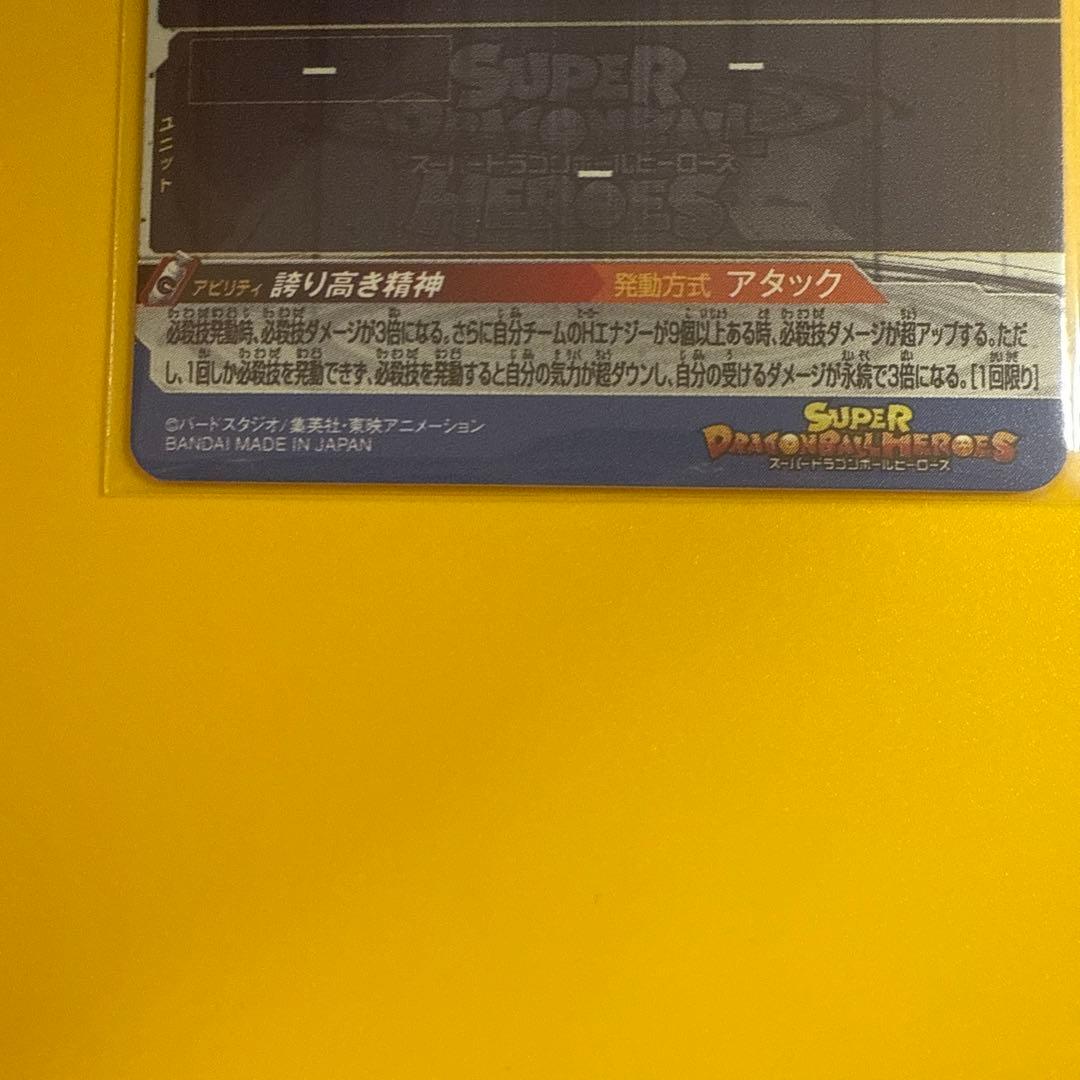 SUPER
DRAGONBALL
スーパードラゴンボールヒーローズ
HEROES
ユニット
アビリティ 誇り高き精神 発動方式 アタック
必殺技発動時、必殺技ダメージが3倍になる。さらに自分チームのHエナジーが9個以上ある時、必殺技ダメージが超アップする。ただ
し、1回しか必殺技を発動できず、必殺技を発動すると自分の気力が超ダウンし、自分の受けるダメージが永続で3倍になる。[1回限り]
©バードスタジオ/集英社・東映アニメーション
BANDAI MADE IN JAPAN
SUPER
DRAGONBALL HEROES
スーパードラゴンボールヒーローズ